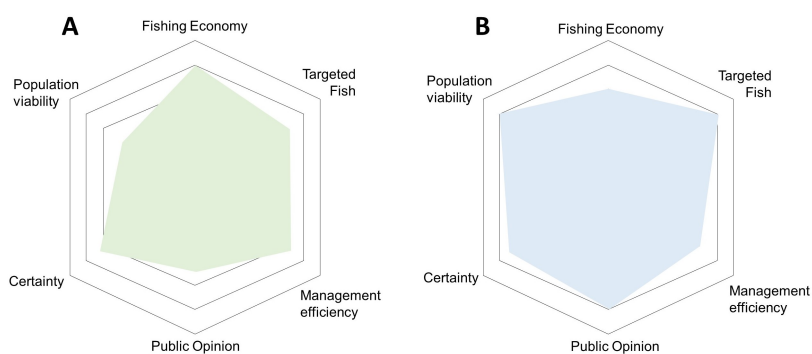 A
Fishing Economy
Targeted
Fish
Population
viability
Certainty
Management
efficiency
Public Opinion
B
Fishing Economy
Targeted
Fish
Population
viability
Certainty
Management
efficiency
Public Opinion